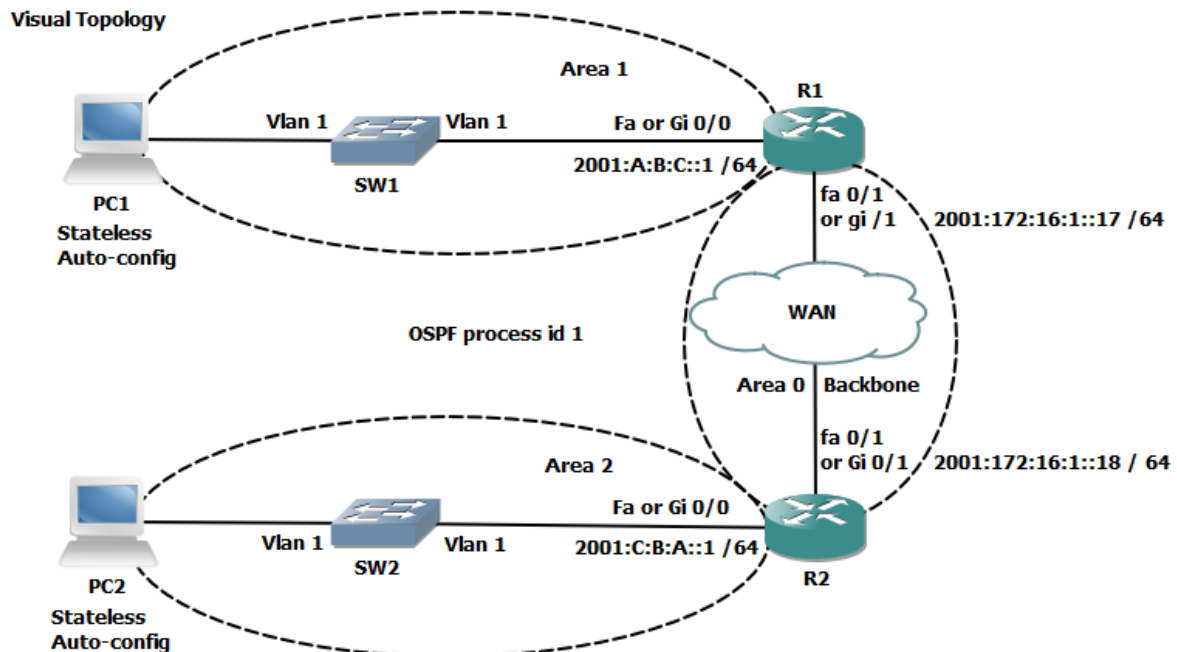 Visual Topology
Area 1
R1
Vlan 1
Vlan 1
Fa or Gi 0/0
2001:A:B:C::1 /64
SW1
PC1
Stateless
Auto-config
fa 0/1
or gi /1
2001:172:16:1::17 /64
WAN
OSPF process id 1
Area 0
Backbone
fa 0/1
or Gi 0/1
2001:172:16:1::18 / 64
Area 2
Fa or Gi 0/0
Vlan 1
Vlan 1
2001:C:B:A::1 /64
SW2
R2
PC2
Stateless
Auto-config